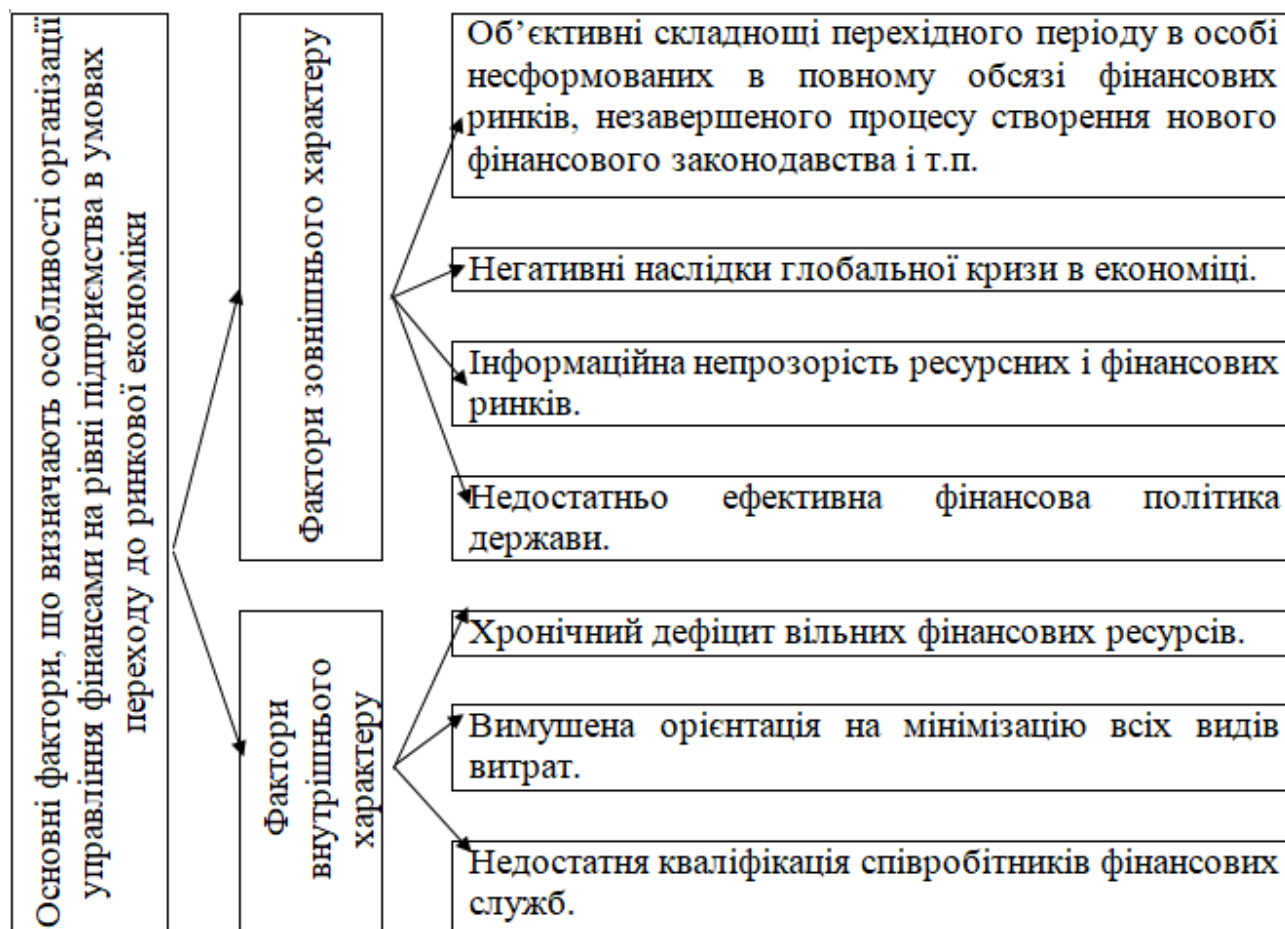 Основні фактори, що визначають особливості організації
управління фінансами на рівні підприємства в умовах
переходу до ринкової економіки
Фактори зовнішнього характеру
Об’єктивні складнощі перехідного періоду в особі
несформованих в повному обсязі фінансових
ринків, незавершеного процесу створення нового
фінансового законодавства і т.п.
Негативні наслідки глобальної кризи в економіці.
Інформаційна непрозорість ресурсних і фінансових
ринків.
Недостатньо ефективна фінансова політика
держави.
Фактори
внутрішнього
характеру
Хронічний дефіцит вільних фінансових ресурсів.
Вимушена орієнтація на мінімізацію всіх видів
витрат.
Недостатня кваліфікація співробітників фінансових
служб.